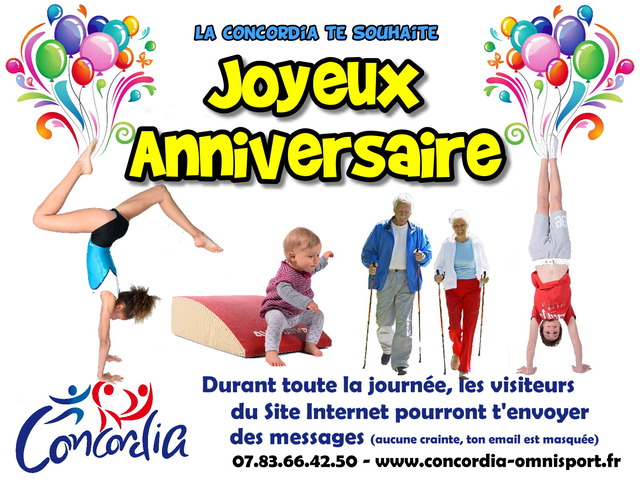 La Concordia te souhaite
Joyeux
Anniversaire
Durant toute la journée, les visiteurs
du Site Internet pourront t'envoyer
des messages (aucune crainte, ton email est masquée)
07.83.66.42.50 - www.concordia-omnisport.fr
Concordia